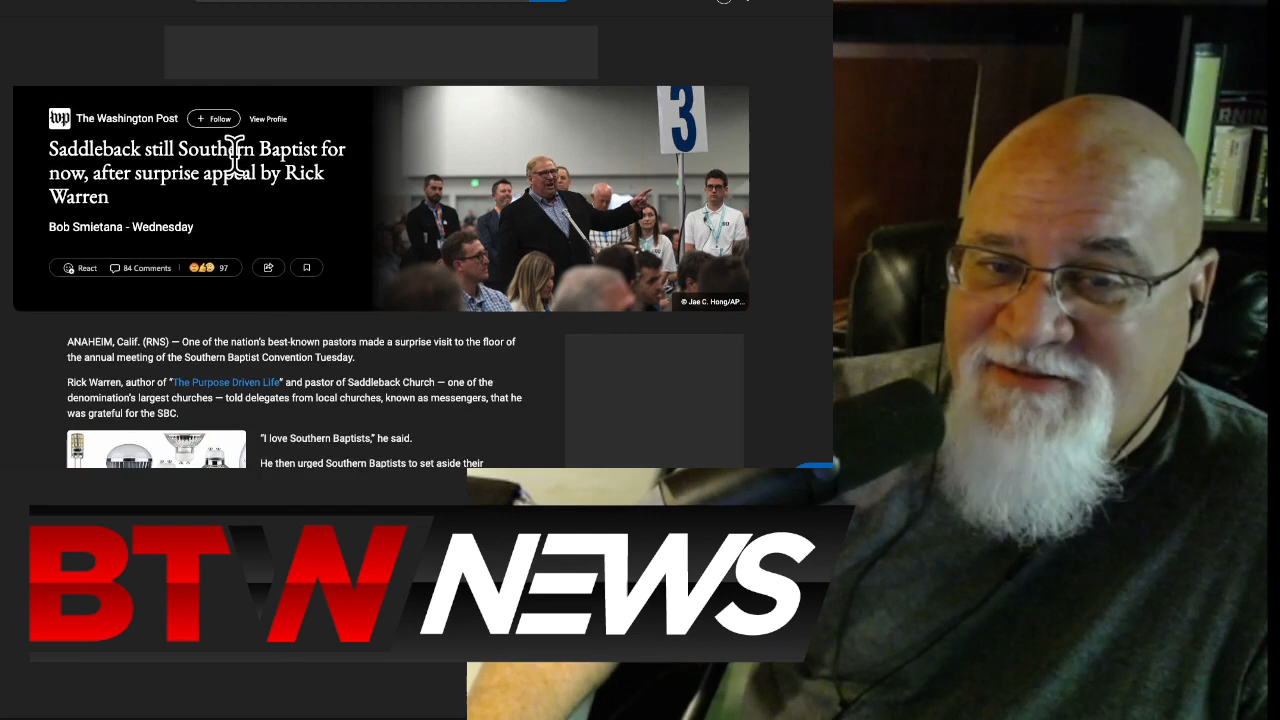 The Washington Post
+ Follow
View Profile
Saddleback still Southern Baptist for
now, after surprise appeal by Rick
Warren
Bob Smietana - Wednesday
React
84 Comments
97
3
© Jae C. Hong/AP...
ANAHEIM, Calif. (RNS) — One of the nation's best-known pastors made a surprise visit to the floor of
the annual meeting of the Southern Baptist Convention Tuesday.
Rick Warren, author of “The Purpose Driven Life” and pastor of Saddleback Church — one of the
denomination's largest churches — told delegates from local churches, known as messengers, that he
was grateful for the SBC.
“I love Southern Baptists,” he said.
He then urged Southern Baptists to set aside their
BTW NEWS